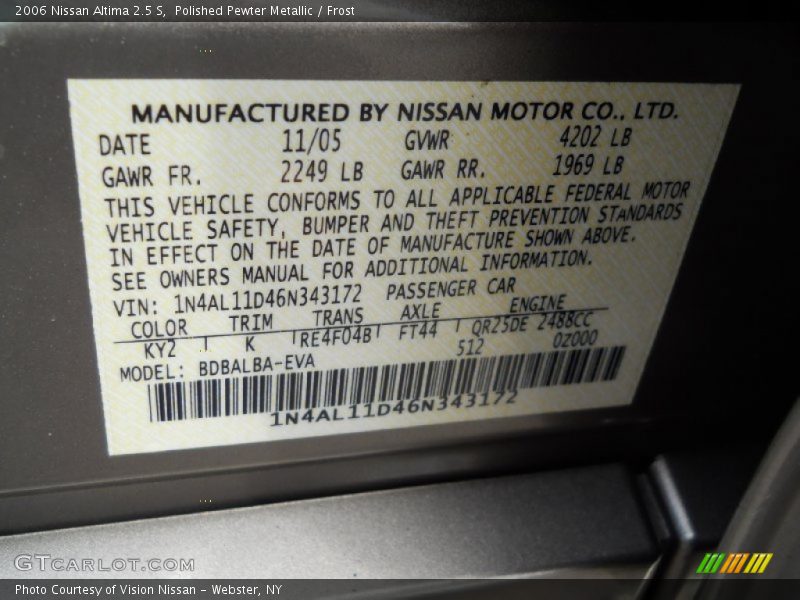 2006 Nissan Altima 2.5 S,  Polished Pewter Metallic / Frost
MANUFACTURED BY NISSAN MOTOR CO., LTD.
DATE 11/05 GVWR 4202 LB
GAWR FR. 2249 LB GAWR RR. 1969 LB
THIS VEHICLE CONFORMS TO ALL APPLICABLE FEDERAL MOTOR
VEHICLE SAFETY, BUMPER AND THEFT PREVENTION STANDARDS
IN EFFECT ON THE DATE OF MANUFACTURE SHOWN ABOVE.
SEE OWNERS MANUAL FOR ADDITIONAL INFORMATION.
VIN: 1N4AL11D46N343172 PASSENGER CAR
COLOR TRIM TRANS AXLE ENGINE
KY2 K RE4F04B FT44 QR25DE 2488CC
512 0Z000
MODEL: BDBALBA-EVA
1N4AL11D46N343172
GTCARLOT.COM
Photo Courtesy of Vision Nissan - Webster, NY